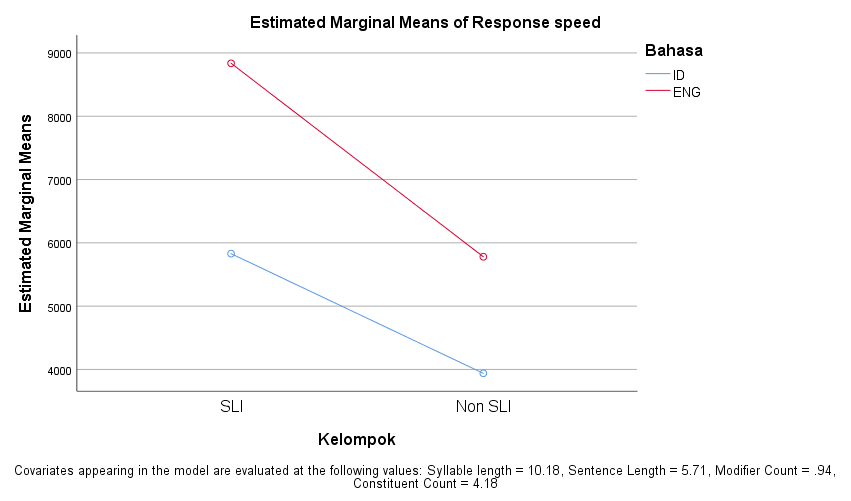 Estimated Marginal Means of Response speed
Bahasa
ID
ENG
Estimated Marginal Means
9000
8000
7000
6000
5000
4000
SLI
Non SLI
Kelompok
Covariates appearing in the model are evaluated at the following values: Syllable length = 10.18, Sentence Length = 5.71, Modifier Count = .94,
Constituent Count = 4.18